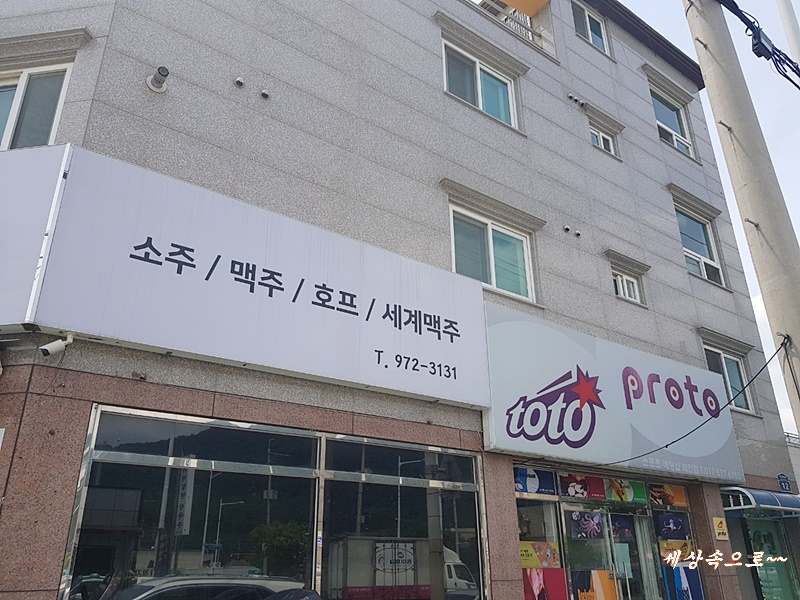 소주 / 맥주 / 호프 / 세계맥주
T. 972-3131
toto
proto
세상속으로~~